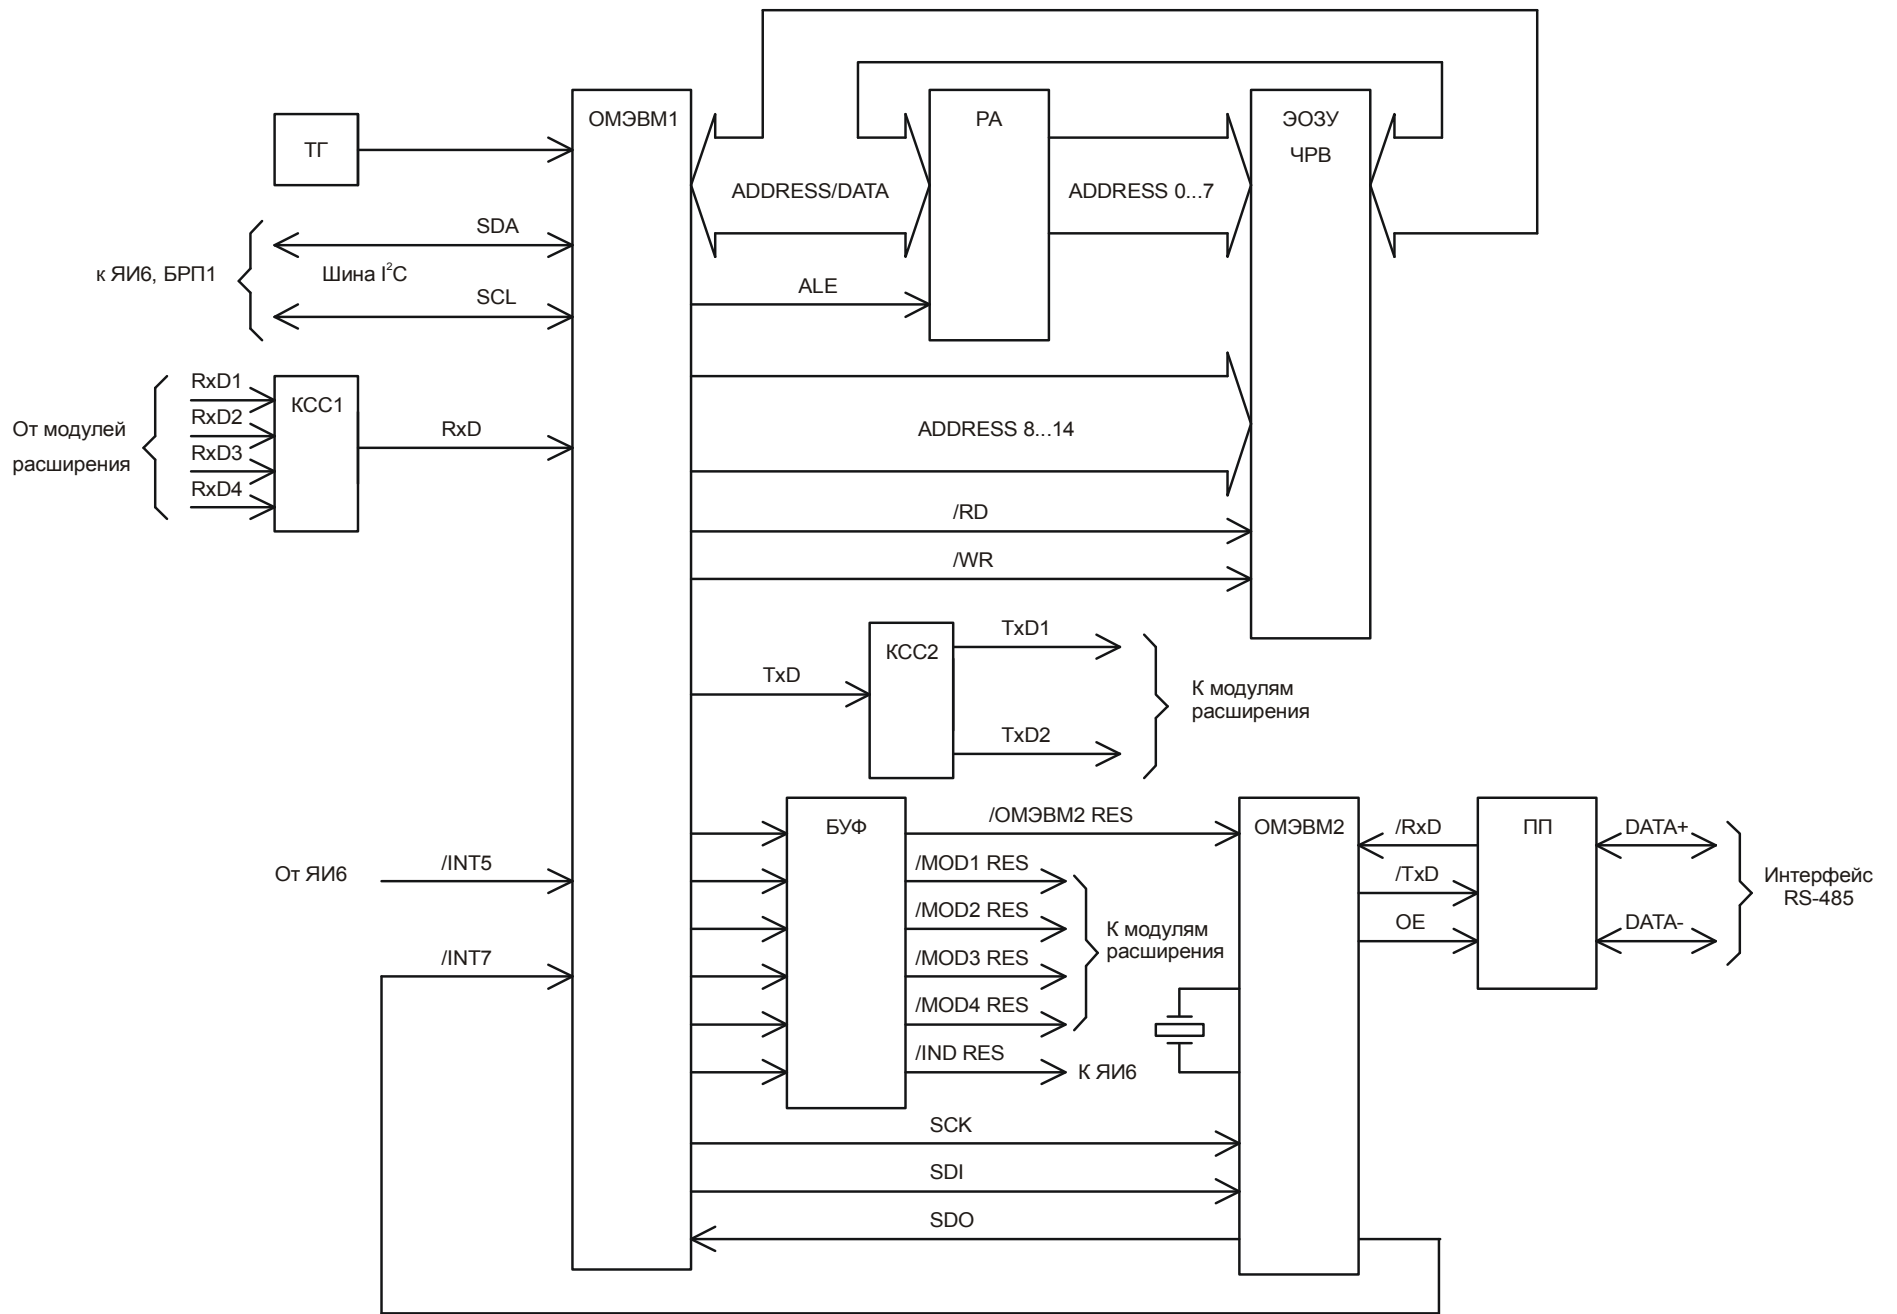 ТГ
ОМЭВМ1
РА
ЭОЗУ
ЧРВ
ADDRESS/DATA
ADDRESS 0...7
SDA
к ЯИ6, БРП1
Шина I²C
SCL
ALE
От модулей
расширения
RxD1
RxD2
RxD3
RxD4
КСС1
RxD
ADDRESS 8...14
/RD
/WR
TxD
КСС2
TxD1
TxD2
К модулям
расширения
От ЯИ6
/INT5
/INT7
БУФ
/ОМЭВМ2 RES
/MOD1 RES
/MOD2 RES
/MOD3 RES
/MOD4 RES
/IND RES
К модулям
расширения
К ЯИ6
ОМЭВМ2
/RxD
/TxD
OE
ПП
DATA+
DATA-
Интерфейс
RS-485
SCK
SDI
SDO